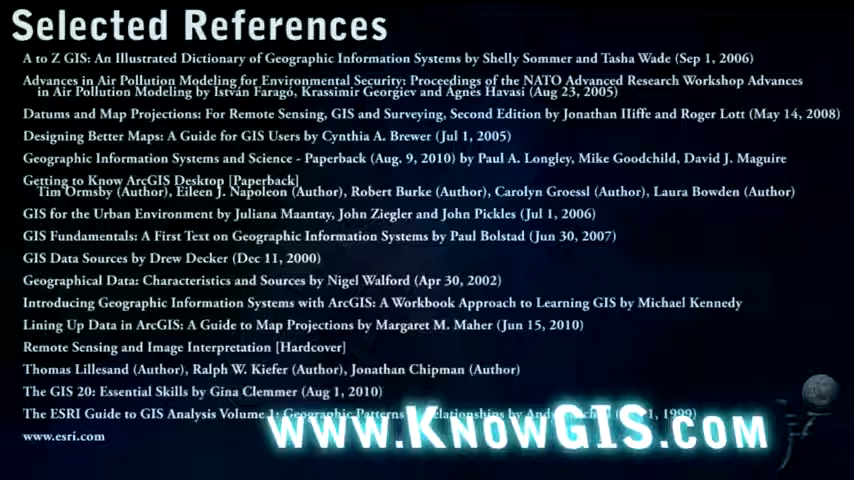 Selected References
A to Z GIS: An Illustrated Dictionary of Geographic Information Systems by Shelly Sommer and Tasha Wade (Sep 1, 2006)
Advances in Air Pollution Modeling for Environmental Security: Proceedings of the NATO Advanced Research Workshop Advances
in Air Pollution Modeling by István Faragó, Krassimir Georgiev and Agnes Havasi (Aug 23, 2005)
Datums and Map Projections: For Remote Sensing, GIS and Surveying, Second Edition by Jonathan IIiffe and Roger Lott (May 14, 2008)
Designing Better Maps: A Guide for GIS Users by Cynthia A. Brewer (Jul 1, 2005)
Geographic Information Systems and Science - Paperback (Aug. 9, 2010) by Paul A. Longley, Mike Goodchild, David J. Maguire
Getting to Know ArcGIS Desktop [Paperback]
Tim Ormsby (Author), Eileen J. Napoleon (Author), Robert Burke (Author), Carolyn Groessl (Author), Laura Bowden (Author)
GIS for the Urban Environment by Juliana Maantay, John Ziegler and John Pickles (Jul 1, 2006)
GIS Fundamentals: A First Text on Geographic Information Systems by Paul Bolstad (Jun 30, 2007)
GIS Data Sources by Drew Decker (Dec 11, 2000)
Geographical Data: Characteristics and Sources by Nigel Walford (Apr 30, 2002)
Introducing Geographic Information Systems with ArcGIS: A Workbook Approach to Learning GIS by Michael Kennedy
Lining Up Data in ArcGIS: A Guide to Map Projections by Margaret M. Maher (Jun 15, 2010)
Remote Sensing and Image Interpretation [Hardcover]
Thomas Lillesand (Author), Ralph W. Kiefer (Author), Jonathan Chipman (Author)
The GIS 20: Essential Skills by Gina Clemmer (Aug 1, 2010)
The ESRI Guide to GIS Analysis Volume 1: Geographic Patterns by 1, 1999)
www.esri.com
www.KnowGIS.com